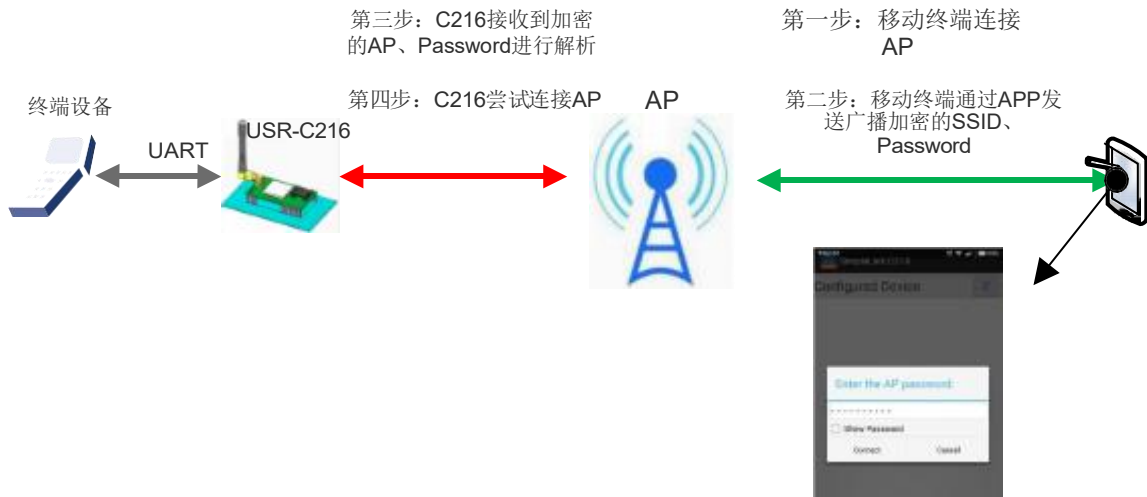 第三步：C216接收到加密
的AP、Password进行解析
第一步：移动终端连接
AP
终端设备
第四步：C216尝试连接AP
AP
第二步：移动终端通过APP发
送广播加密的SSID、
Password
USR-C216
UART
Configured Device
Enter the AP password:
Show Password
Connect
Cancel